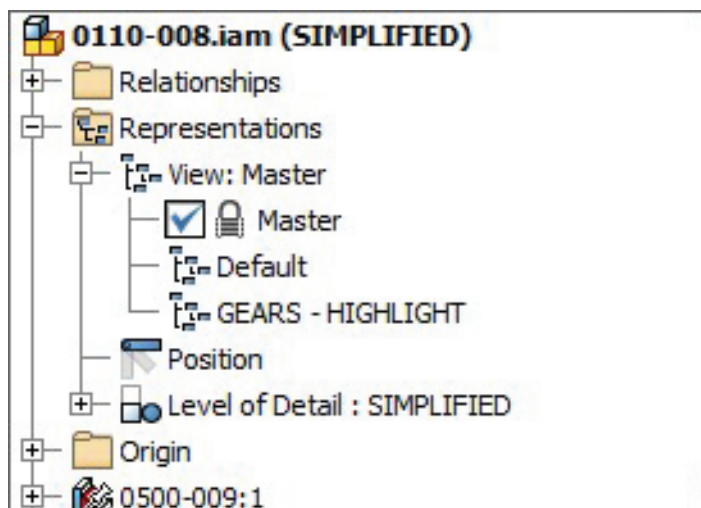 0110-008.iam (SIMPLIFIED)
Relationships
Representations
View: Master
Master
Default
GEARS - HIGHLIGHT
Position
Level of Detail : SIMPLIFIED
Origin
0500-009:1